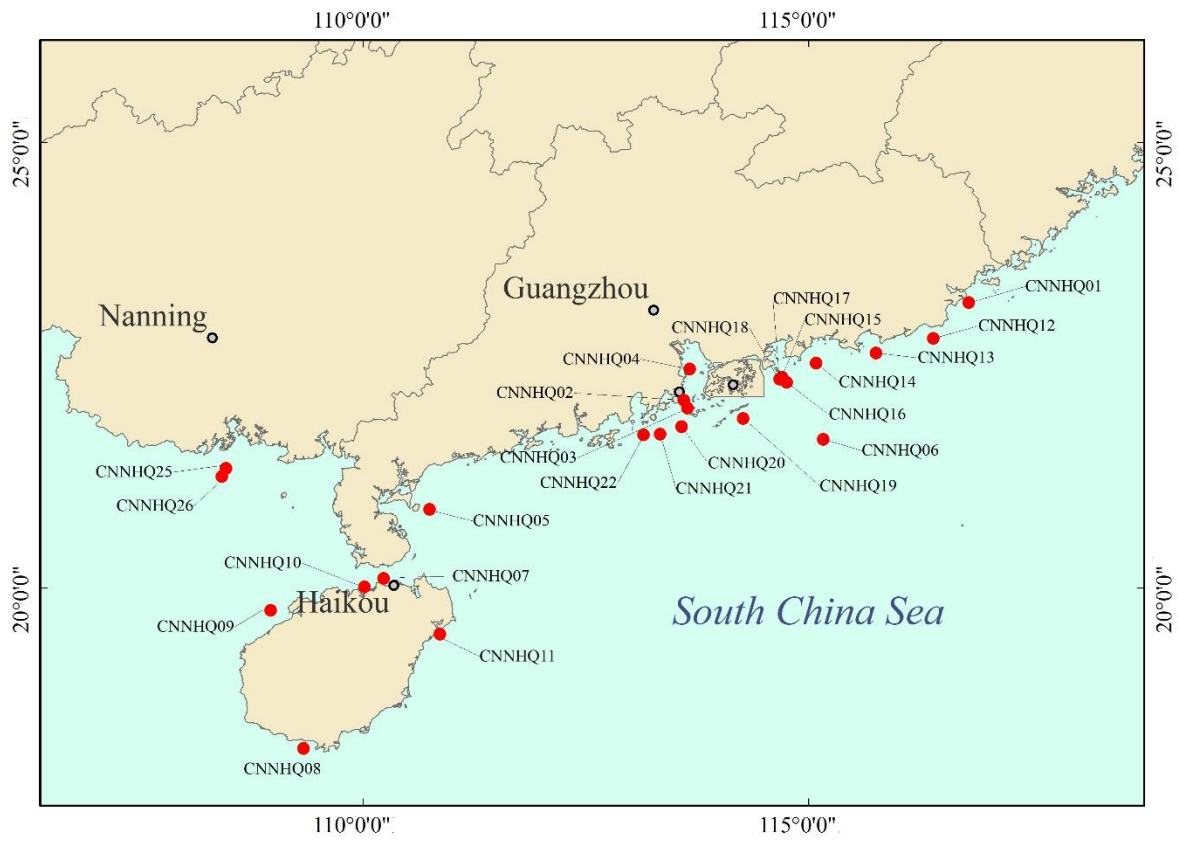 110°0'0"
115°0'0"
25°0'0"
25°0'0"
CNNHQ01
Guangzhou
CNNHQ17
Nanning
CNNHQ15
CNNHQ18
CNNHQ12
CNNHQ04
CNNHQ13
CNNHQ14
CNNHQ02
CNNHQ16
CNNHQ06
CNNHQ03
CNNHQ20
CNNHQ25
CNNHQ22
CNNHQ21
CNNHQ19
CNNHQ26
CNNHQ05
CNNHQ10
CNNHQ07
20°0'0"
20°0'0"
Haikou
South China Sea
CNNHQ09
CNNHQ11
CNNHQ08
110°0'0"
115°0'0"